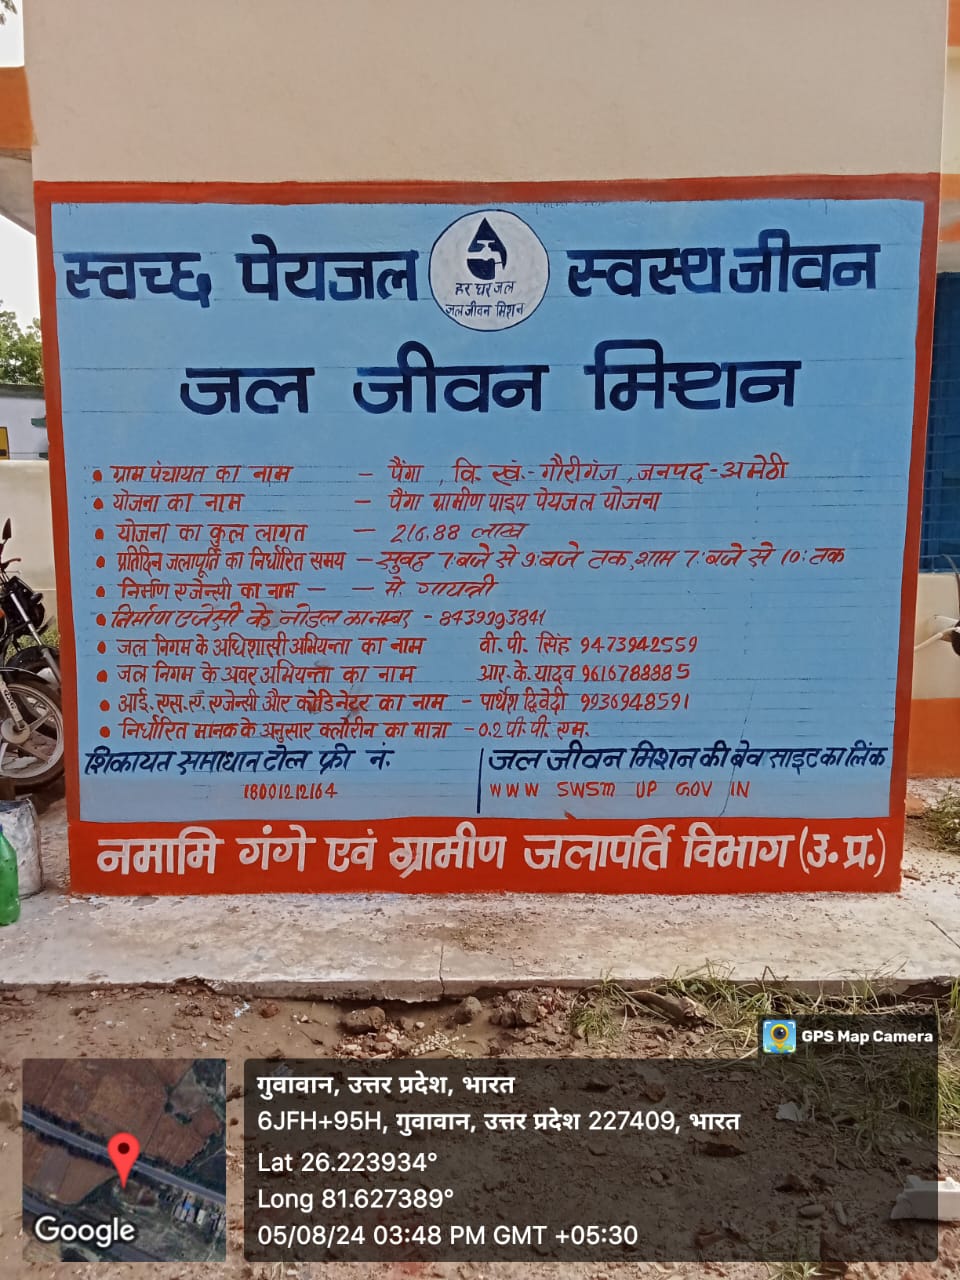 स्वच्छ पेयजल स्वस्थ जीवन
हर घर जल
जल जीवन मिशन
जल जीवन मिशन
• ग्राम पंचायत का नाम – पैंगा , वि. खं.- गौरीगंज, जनपद - अमेठी
• योजना का नाम – पैंगा ग्रामीण पाइप पेयजल योजना
• योजना का कुल लागत – 216.88 लाख
• प्रतिदिन जलापूर्ति का निर्धारित समय – सुबह 7: बजे से 9: बजे तक, शाम 7: बजे से 10: तक
• निर्माण एजेन्सी का नाम – – मे. गायत्री
• निर्माण एजेंसी के नोडल का नम्बर - 8439993841
• जल निगम के अधिशासी अभियन्ता का नाम वी. पी. सिंह 9473942559
• जल निगम के अवर अभियन्ता का नाम आर. के. यादव 9616788885
• आई. एस. ए. एजेन्सी और कोडिनेटर का नाम - पार्थेश द्विवेदी 9936948591
• निर्धारित मानक के अनुसार क्लोरीन का मात्रा - 0.2 पी. पी. एम.
शिकायत समाधान टोल फ्री नं.
18001212164
जल जीवन मिशन की बेव साइट का लिंक
WWW SWSM UP GOV IN
नमामि गंगे एवं ग्रामीण जलापर्ति विभाग (उ. प्र.)
GPS Map Camera
गुवावान, उत्तर प्रदेश, भारत
6JFH+95H, गुवावान, उत्तर प्रदेश 227409, भारत
Lat 26.223934°
Long 81.627389°
05/08/24 03:48 PM GMT +05:30
Google